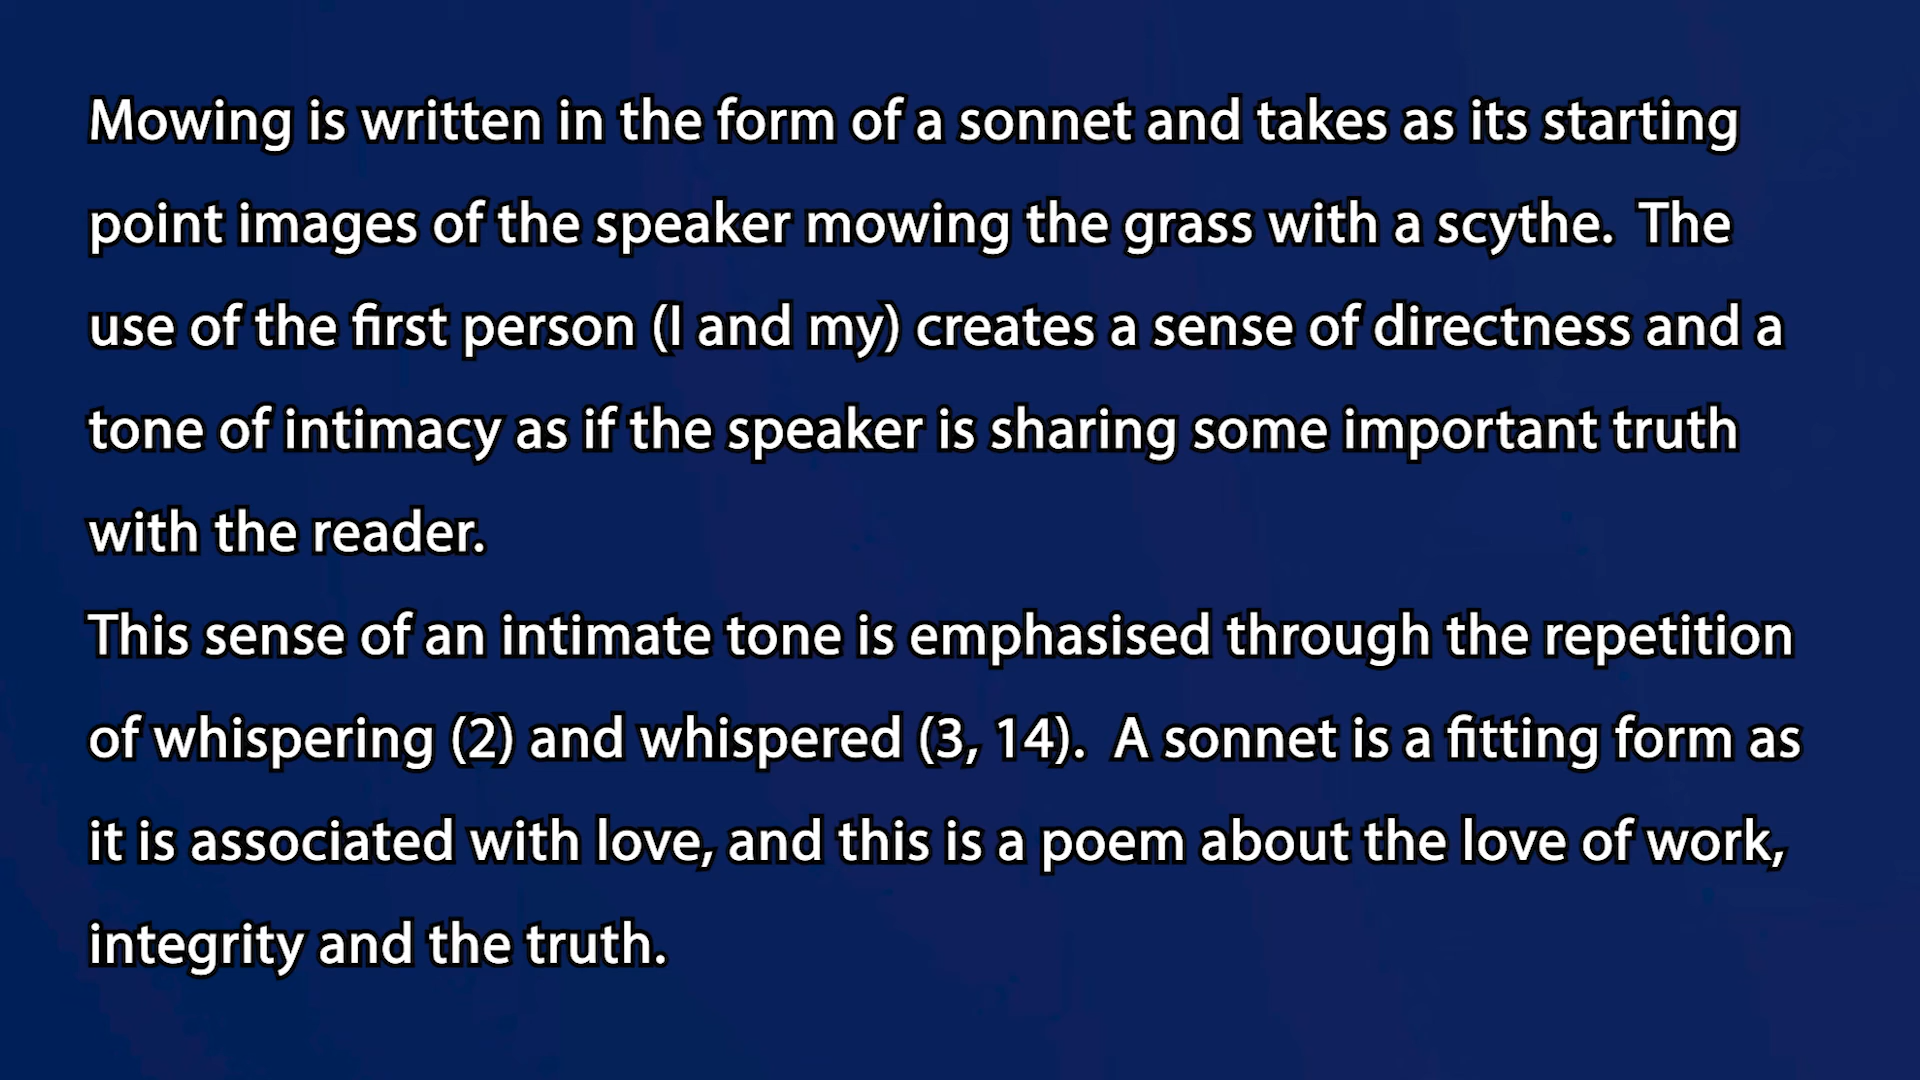 Mowing is written in the form of a sonnet and takes as its starting
point images of the speaker mowing the grass with a scythe.  The
use of the first person (I and my) creates a sense of directness and a
tone of intimacy as if the speaker is sharing some important truth
with the reader.
This sense of an intimate tone is emphasised through the repetition
of whispering (2) and whispered (3, 14).  A sonnet is a fitting form as
it is associated with love, and this is a poem about the love of work,
integrity and the truth.